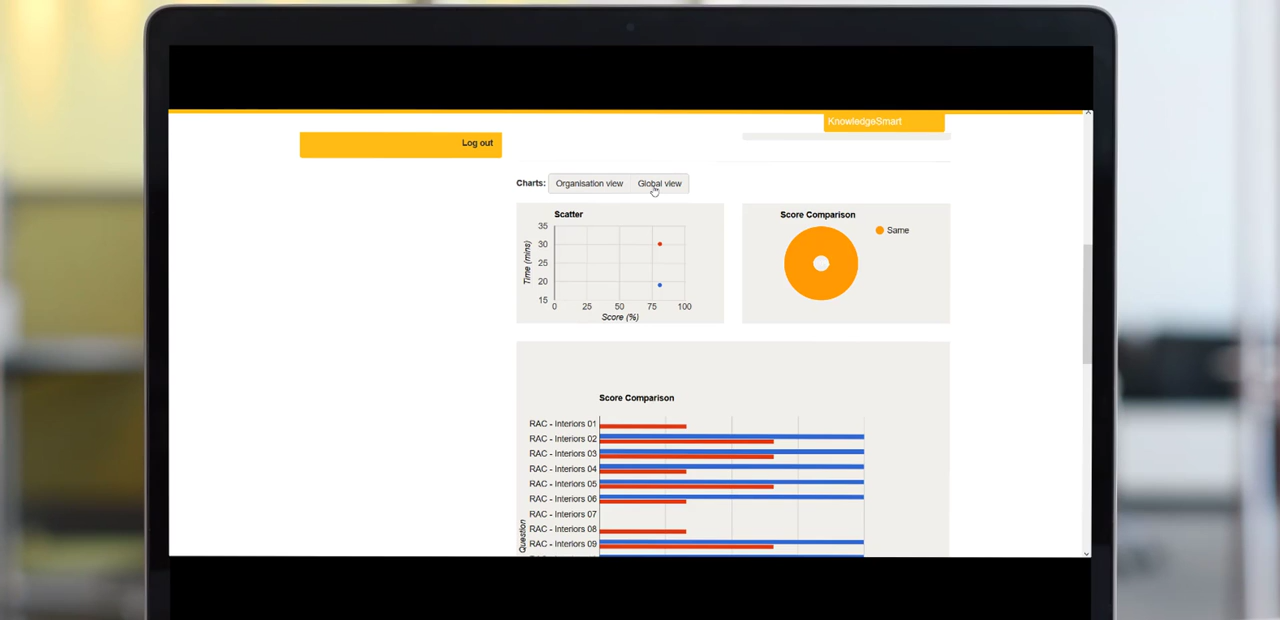 KnowledgeSmart
Log out
Charts: Organisation view Global view
Scatter
35
30
25
20
15
Time (mins)
0 25 50 75 100
Score (%)
Score Comparison
Same
Score Comparison
Question
RAC - Interiors 01
RAC - Interiors 02
RAC - Interiors 03
RAC - Interiors 04
RAC - Interiors 05
RAC - Interiors 06
RAC - Interiors 07
RAC - Interiors 08
RAC - Interiors 09